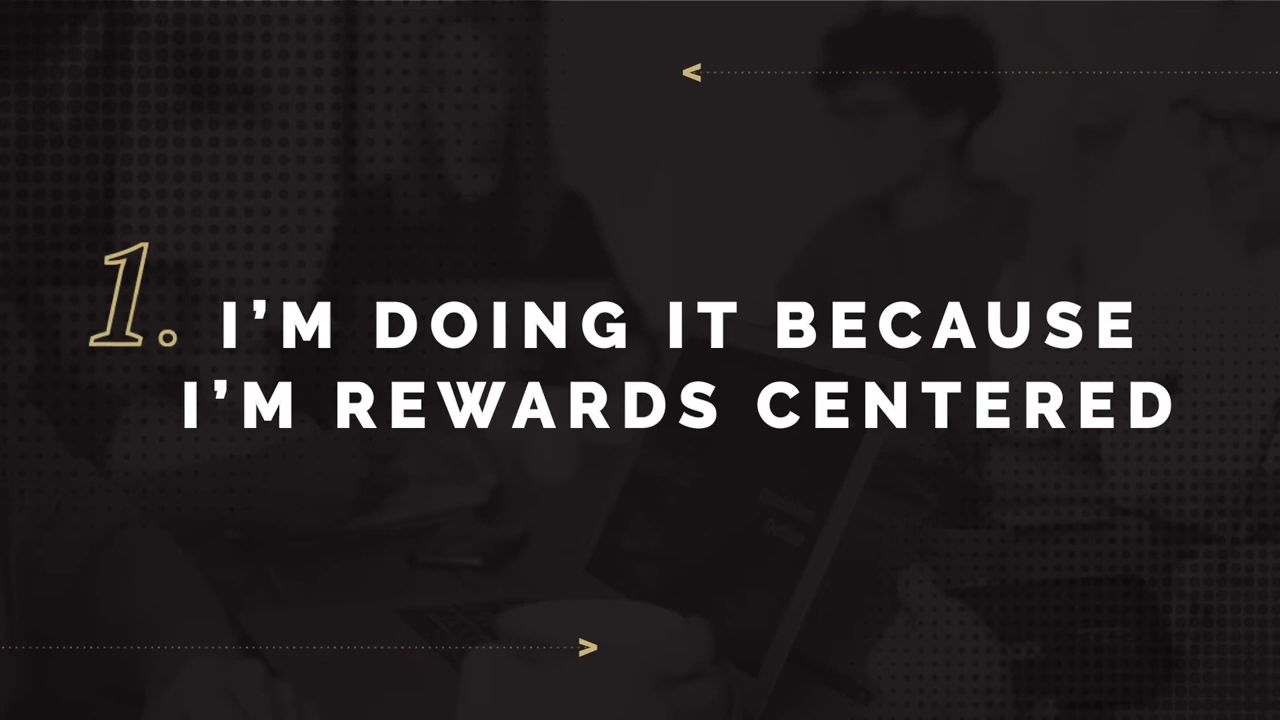 1. I’M DOING IT BECAUSE
I’M REWARDS CENTERED